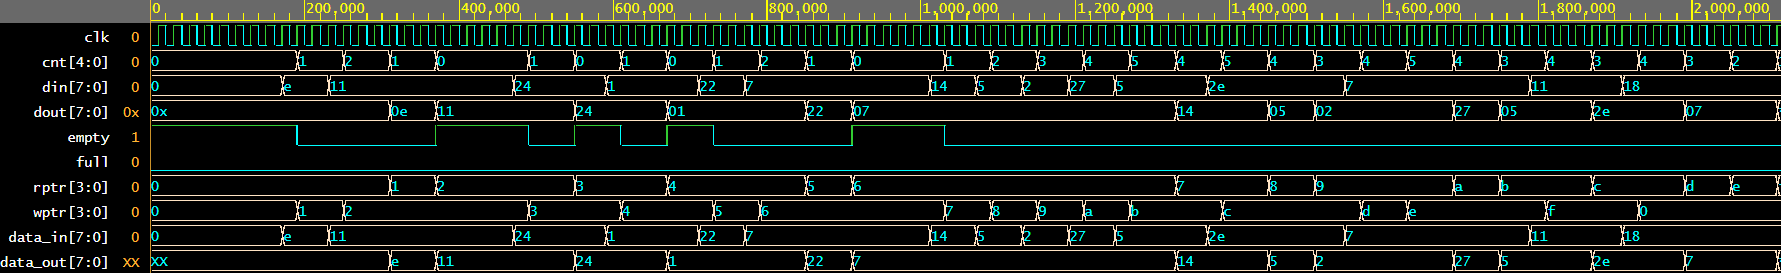 0 200,000 400,000 600,000 800,000 1,000,000 1,200,000 1,400,000 1,600,000 1,800,000 2,000,000
clk 0
cnt[4:0] 0 0 1 2 1 0 1 0 1 0 1 2 1 0 1 2 3 4 5 4 5 4 3 4 5 4 3 4 3 4 3 2
din[7:0] 0 0 e 11 24 1 22 7 14 5 2 27 5 2e 7 11 18
dout[7:0] 0x 0x 0e 11 24 01 22 07 14 05 02 27 05 2e 07
empty 1
full 0
rptr[3:0] 0 0 1 2 3 4 5 6 7 8 9 a b c d e
wptr[3:0] 0 0 1 2 3 4 5 6 7 8 9 a b c d e f 0
data_in[7:0] 0 0 e 11 24 1 22 7 14 5 2 27 5 2e 7 11 18
data_out[7:0] XX XX e 11 24 1 22 7 14 5 2 27 5 2e 7